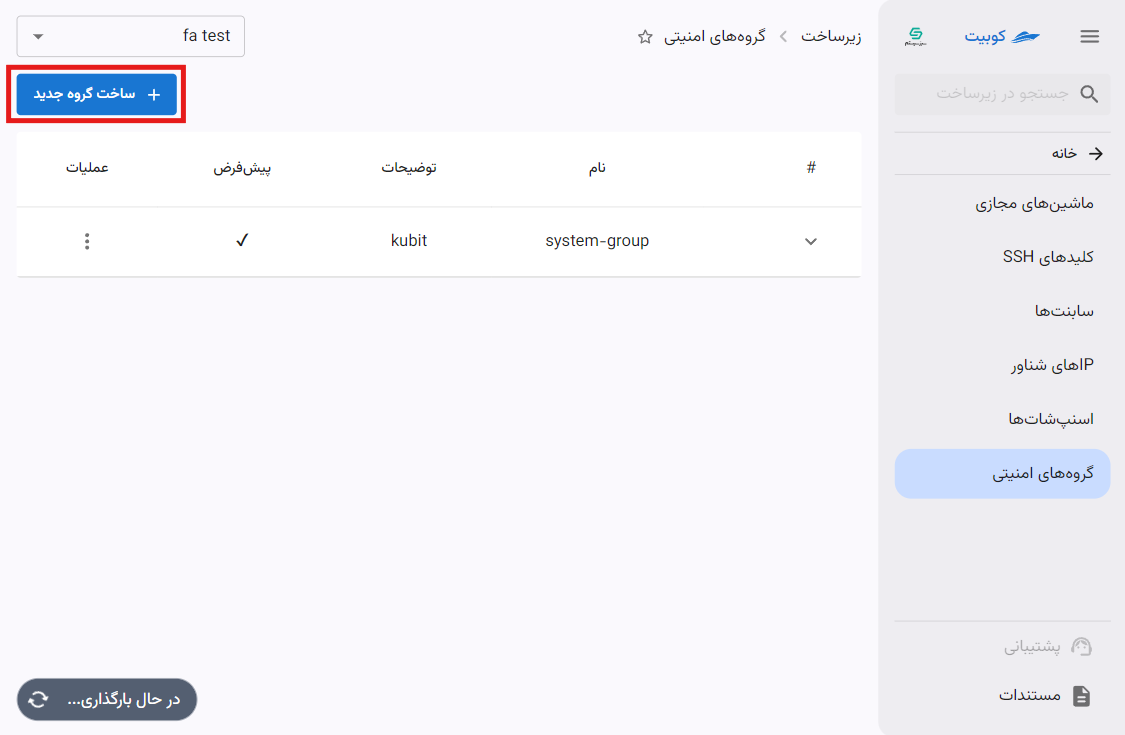 کوبیت
جستجو در زیرساخت
خانه
ماشین‌های مجازی
کلیدهای SSH
سابنت‌ها
IPهای شناور
اسنپ‌شات‌ها
گروه‌های امنیتی
پشتیبانی
مستندات
زیرساخت
گروه‌های امنیتی
fa test
+ ساخت گروه جدید
# نام توضیحات پیش‌فرض عملیات
system-group kubit ✓
در حال بارگذاری...